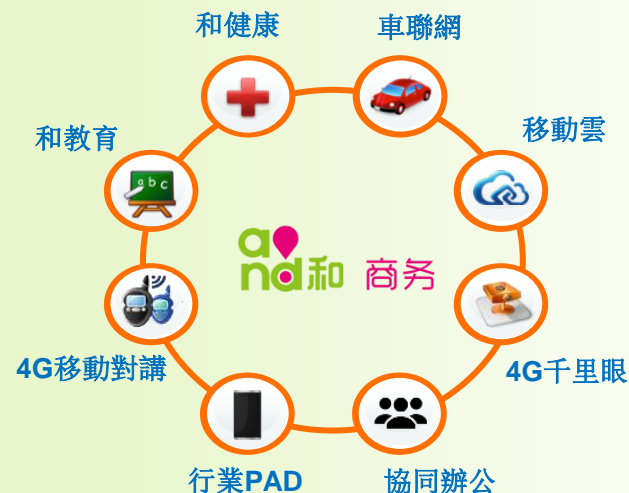 和健康
車聯網
和教育
abc
移動雲
and和 商务
4G移動對講
4G千里眼
行業PAD
協同辦公